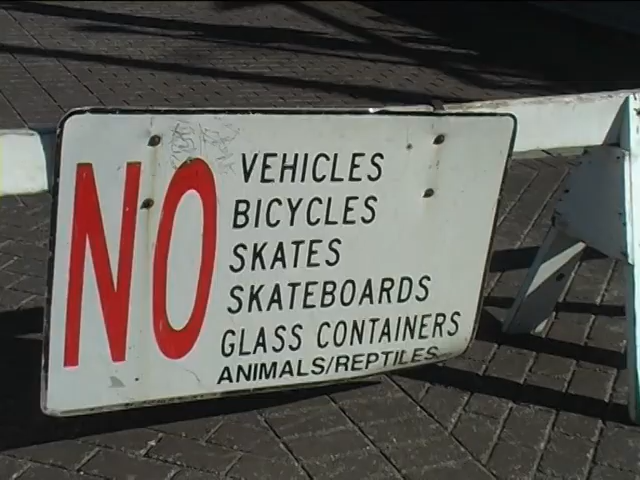 NO
VEHICLES
BICYCLES
SKATES
SKATEBOARDS
GLASS CONTAINERS
ANIMALS/REPTILES